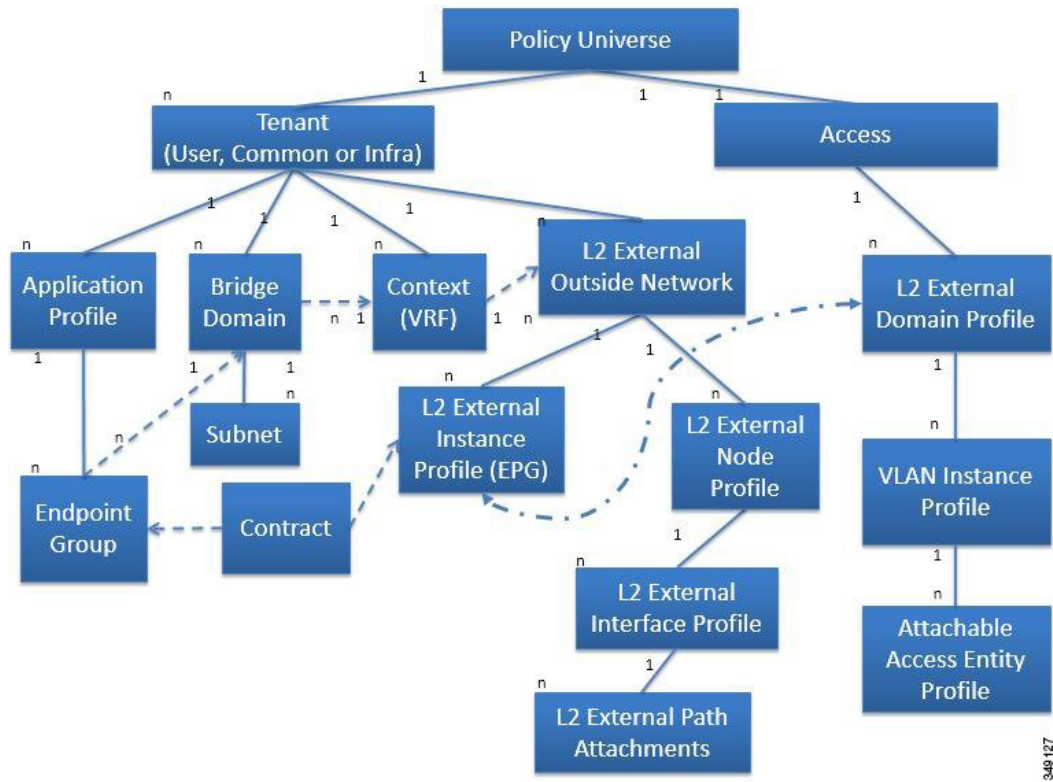 Policy Universe
1
1
1
n
Tenant
(User, Common or Infra)
Access
1
1
1
1
1
n
n
n
n
n
Application
Profile
Bridge
Domain
Context
(VRF)
L2 External
Outside Network
L2 External
Domain Profile
n
1
1
n
1
1
1
1
1
1
n
n
n
n
Subnet
L2 External
Instance
Profile (EPG)
L2 External
Node
Profile
VLAN Instance
Profile
n
n
Endpoint
Group
Contract
1
1
n
n
L2 External
Interface Profile
Attachable
Access Entity
Profile
1
n
L2 External Path
Attachments
349127